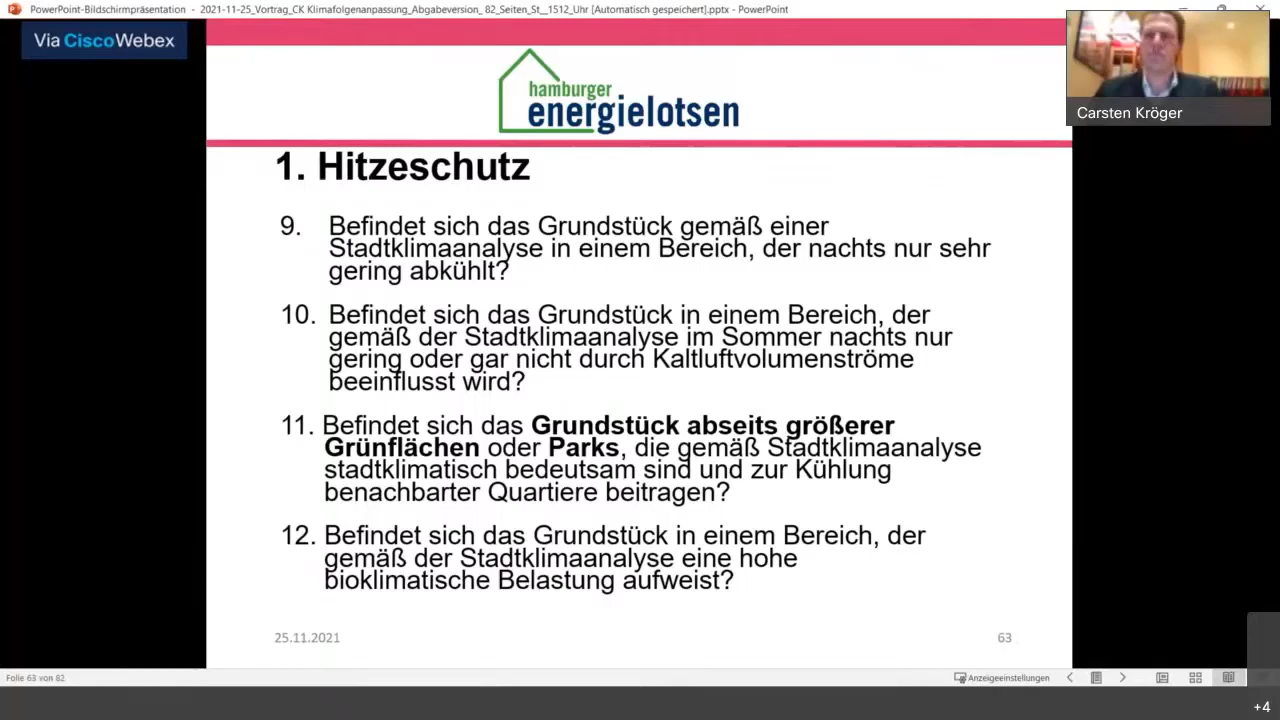 PowerPoint-Bildschirmpräsentation - 2021-11-25_Vortrag_CK Klimafolgenanpassung_Abgabeversion_ 82_Seiten_St__1512_Uhr [Automatisch gespeichert].pptx - PowerPoint
Via Cisco Webex
Carsten Kröger
hamburger
energielotsen
1. Hitzeschutz
9. Befindet sich das Grundstück gemäß einer
Stadtklimaanalyse in einem Bereich, der nachts nur sehr
gering abkühlt?
10. Befindet sich das Grundstück in einem Bereich, der
gemäß der Stadtklimaanalyse im Sommer nachts nur
gering oder gar nicht durch Kaltluftvolumenströme
beeinflusst wird?
11. Befindet sich das Grundstück abseits größerer
Grünflächen oder Parks, die gemäß Stadtklimaanalyse
stadtklimatisch bedeutsam sind und zur Kühlung
benachbarter Quartiere beitragen?
12. Befindet sich das Grundstück in einem Bereich, der
gemäß der Stadtklimaanalyse eine hohe
bioklimatische Belastung aufweist?
25.11.2021
63
Folie 63 von 82
Anzeigeeinstellungen
+4